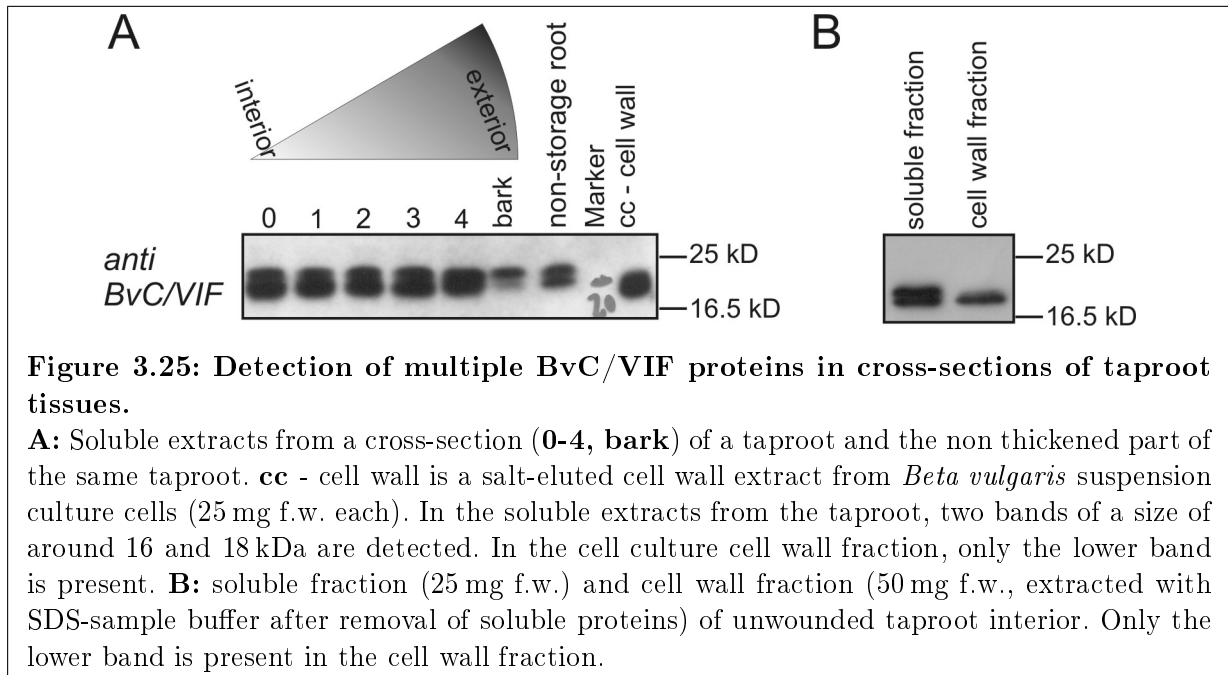 A
B
interior
exterior
bark
non-storage root
Marker
cc - cell wall
soluble fraction
cell wall fraction
0 1 2 3 4
anti
BvC/VIF
25 kD
16.5 kD
20
25 kD
16.5 kD
Figure 3.25: Detection of multiple BvC/VIF proteins in cross-sections of taproot
tissues.
A: Soluble extracts from a cross-section (0-4, bark) of a taproot and the non thickened part of
the same taproot. cc - cell wall is a salt-eluted cell wall extract from Beta vulgaris suspension
culture cells (25 mg f.w. each). In the soluble extracts from the taproot, two bands of a size of
around 16 and 18 kDa are detected. In the cell culture cell wall fraction, only the lower band
is present. B: soluble fraction (25 mg f.w.) and cell wall fraction (50 mg f.w., extracted with
SDS-sample buffer after removal of soluble proteins) of unwounded taproot interior. Only the
lower band is present in the cell wall fraction.